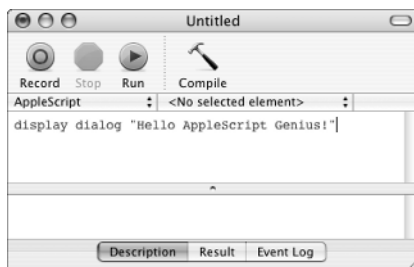 Untitled
Record Stop Run Compile
AppleScript <No selected element>
display dialog "Hello AppleScript Genius!"
Description Result Event Log